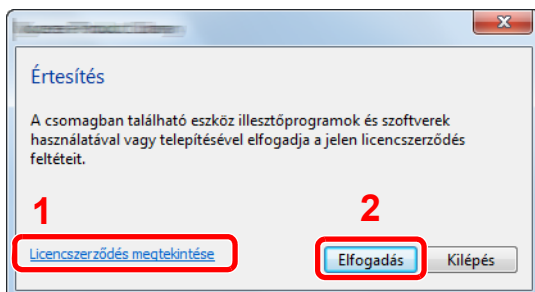 Értesítés
A csomagban található eszköz illesztőprogramok és szoftverek
használatával vagy telepítésével elfogadja a jelen licencszerződés
feltéteit.
1
2
Licencszerződés megtekintése
Elfogadás
Kilépés